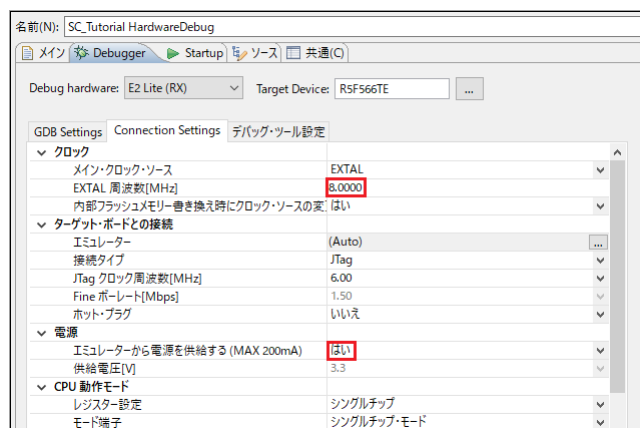 名前(N): SC_Tutorial HardwareDebug
メイン Debugger Startup ソース 共通(C)
Debug hardware: E2 Lite (RX) Target Device: R5F566TE ...
GDB Settings Connection Settings デバッグ・ツール設定
クロック
メイン・クロック・ソース EXTAL
EXTAL 周波数[MHz] 8.0000
内部フラッシュメモリー書き換え時にクロック・ソースの変 はい
ターゲット・ボードとの接続
エミュレーター (Auto) ...
接続タイプ JTag
JTag クロック周波数[MHz] 6.00
Fine ボーレート[Mbps] 1.50
ホット・プラグ いいえ
電源
エミュレーターから電源を供給する (MAX 200mA) はい
供給電圧[V] 3.3
CPU 動作モード
レジスター設定 シングルチップ
モード端子 シングルチップ・モード